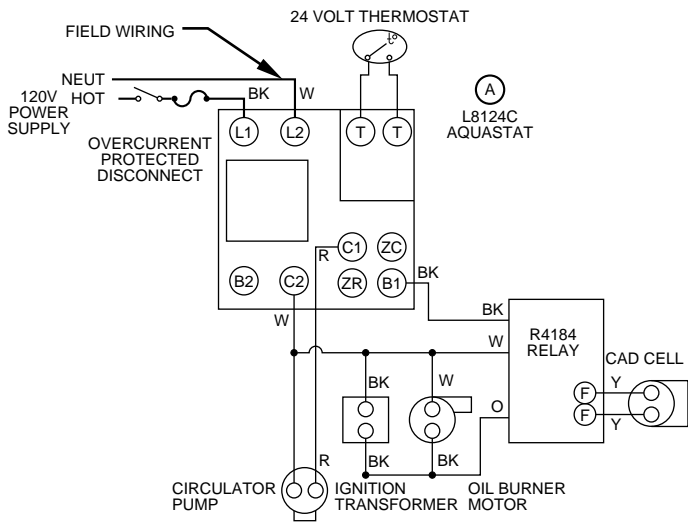 24 VOLT THERMOSTAT
FIELD WIRING
NEUT
HOT
120V
POWER
SUPPLY
BK
W
A
L8124C
AQUASTAT
L1
L2
T
T
OVERCURRENT
PROTECTED
DISCONNECT
C1
ZC
R
BK
B2
C2
ZR
B1
W
BK
W
R4184
RELAY
CAD CELL
BK
W
O
F
Y
F
Y
R
BK
BK
CIRCULATOR
PUMP
IGNITION
TRANSFORMER
OIL BURNER
MOTOR